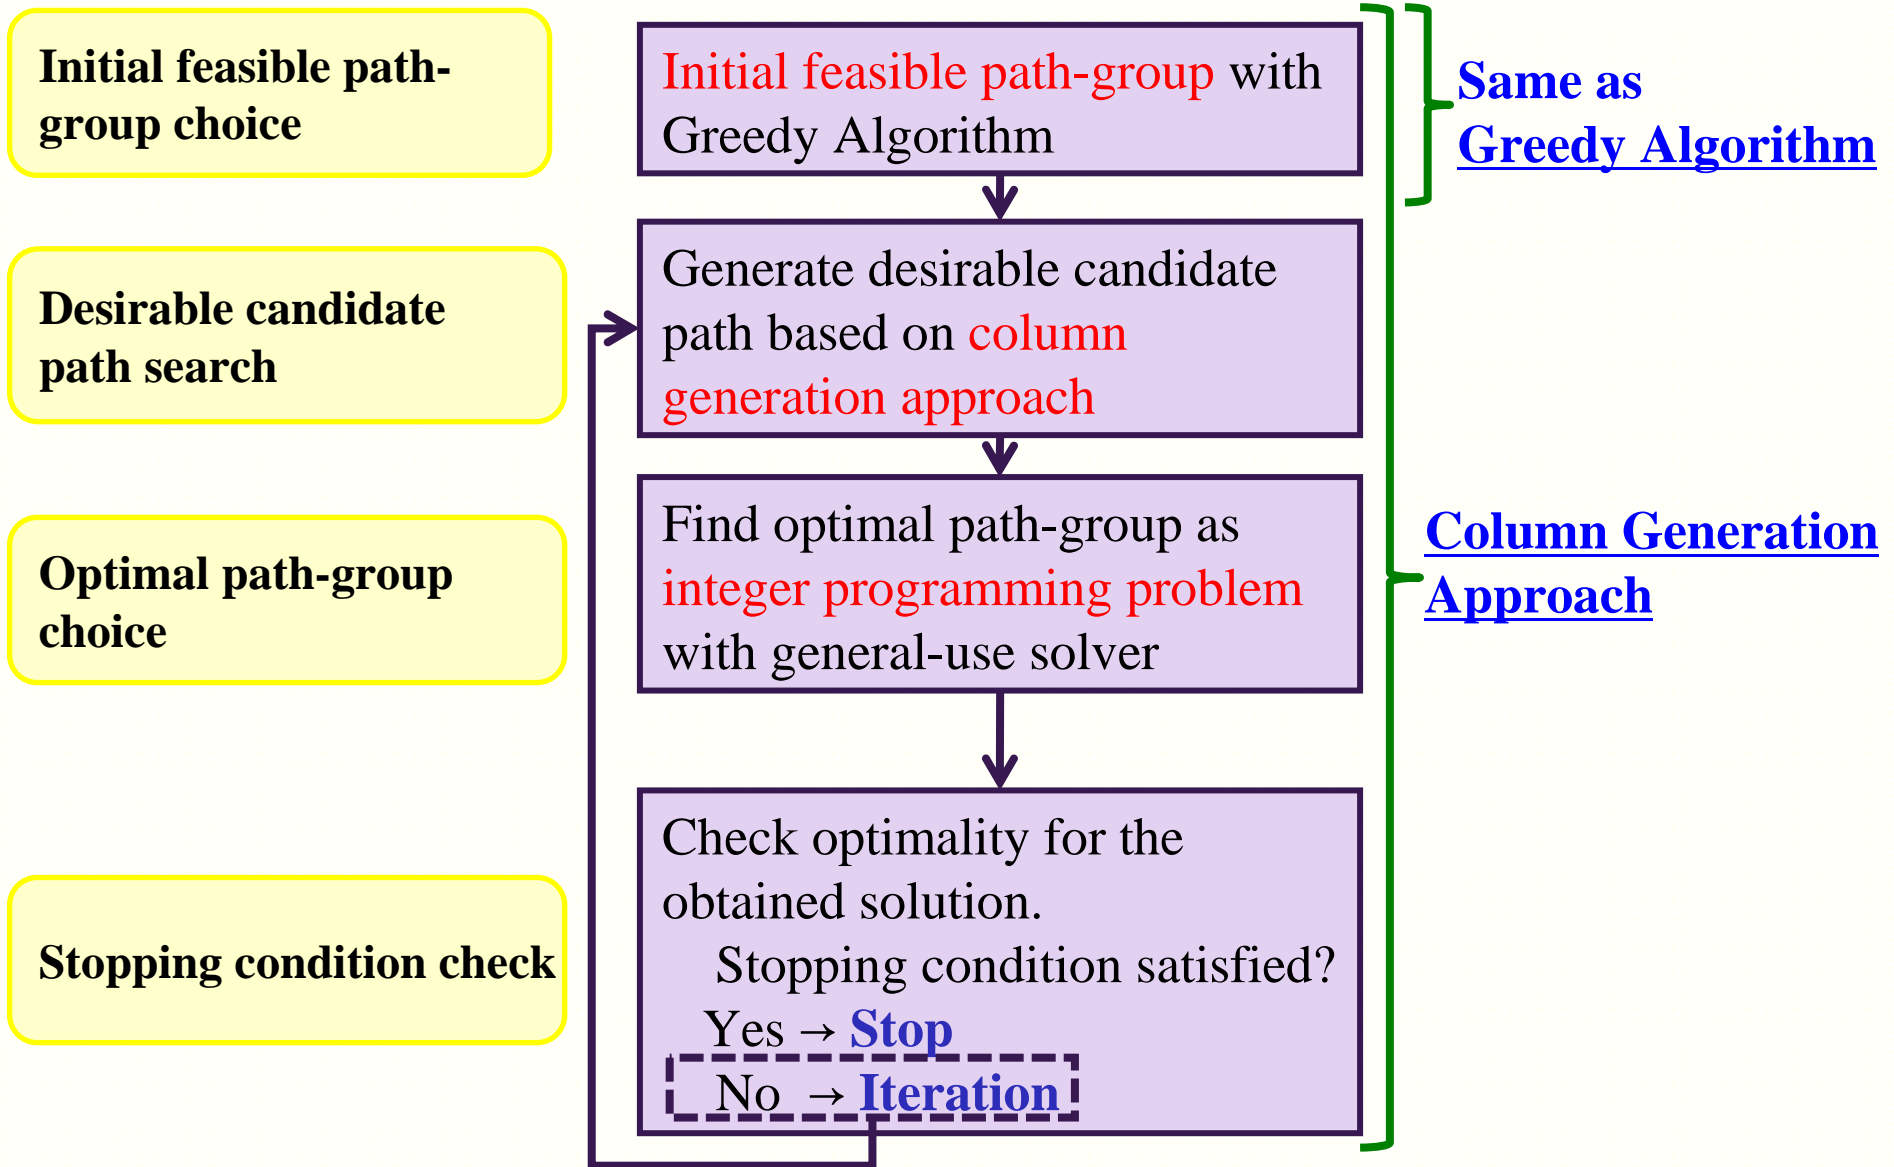 Initial feasible path-
group choice
Initial feasible path-group with
Greedy Algorithm
Same as
Greedy Algorithm
Desirable candidate
path search
Generate desirable candidate
path based on column
generation approach
Optimal path-group
choice
Find optimal path-group as
integer programming problem
with general-use solver
Column Generation
Approach
Stopping condition check
Check optimality for the
obtained solution.
Stopping condition satisfied?
Yes → Stop
No → Iteration